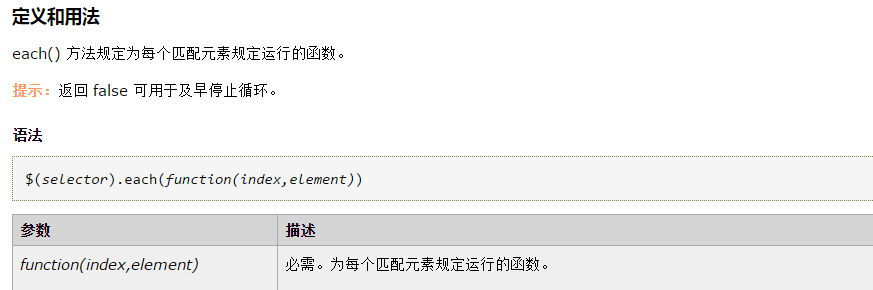 定义和用法
each() 方法规定为每个匹配元素规定运行的函数。
提示：返回 false 可用于及早停止循环。
语法
$(selector).each(function(index,element))
参数 描述
function(index,element) 必需。为每个匹配元素规定运行的函数。